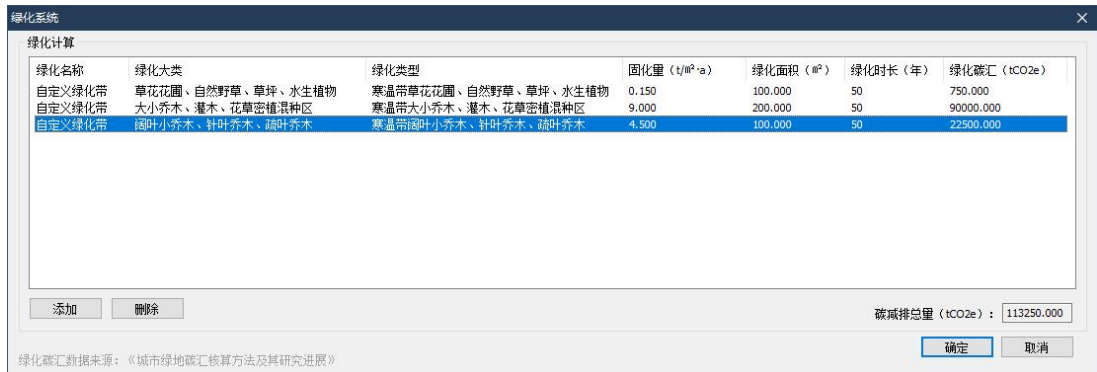 绿化系统
绿化计算
绿化名称 绿化大类 绿化类型 固化量（t/㎡·a） 绿化面积（㎡） 绿化时长（年） 绿化碳汇（tCO2e）
自定义绿化带 草花花圃、自然野草、草坪、水生植物 寒温带草花花圃、自然野草、草坪、水生植物 0.150 100.000 50 750.000
自定义绿化带 大小乔木、灌木、花草密植混种区 寒温带大小乔木、灌木、花草密植混种区 9.000 200.000 50 90000.000
自定义绿化带 阔叶小乔木、针叶乔木、疏叶乔木 寒温带阔叶小乔木、针叶乔木、疏叶乔木 4.500 100.000 50 22500.000
添加 删除 碳减排总量（tCO2e）： 113250.000
确定 取消
绿化碳汇数据来源：《城市绿地碳汇核算方法及其研究进展》